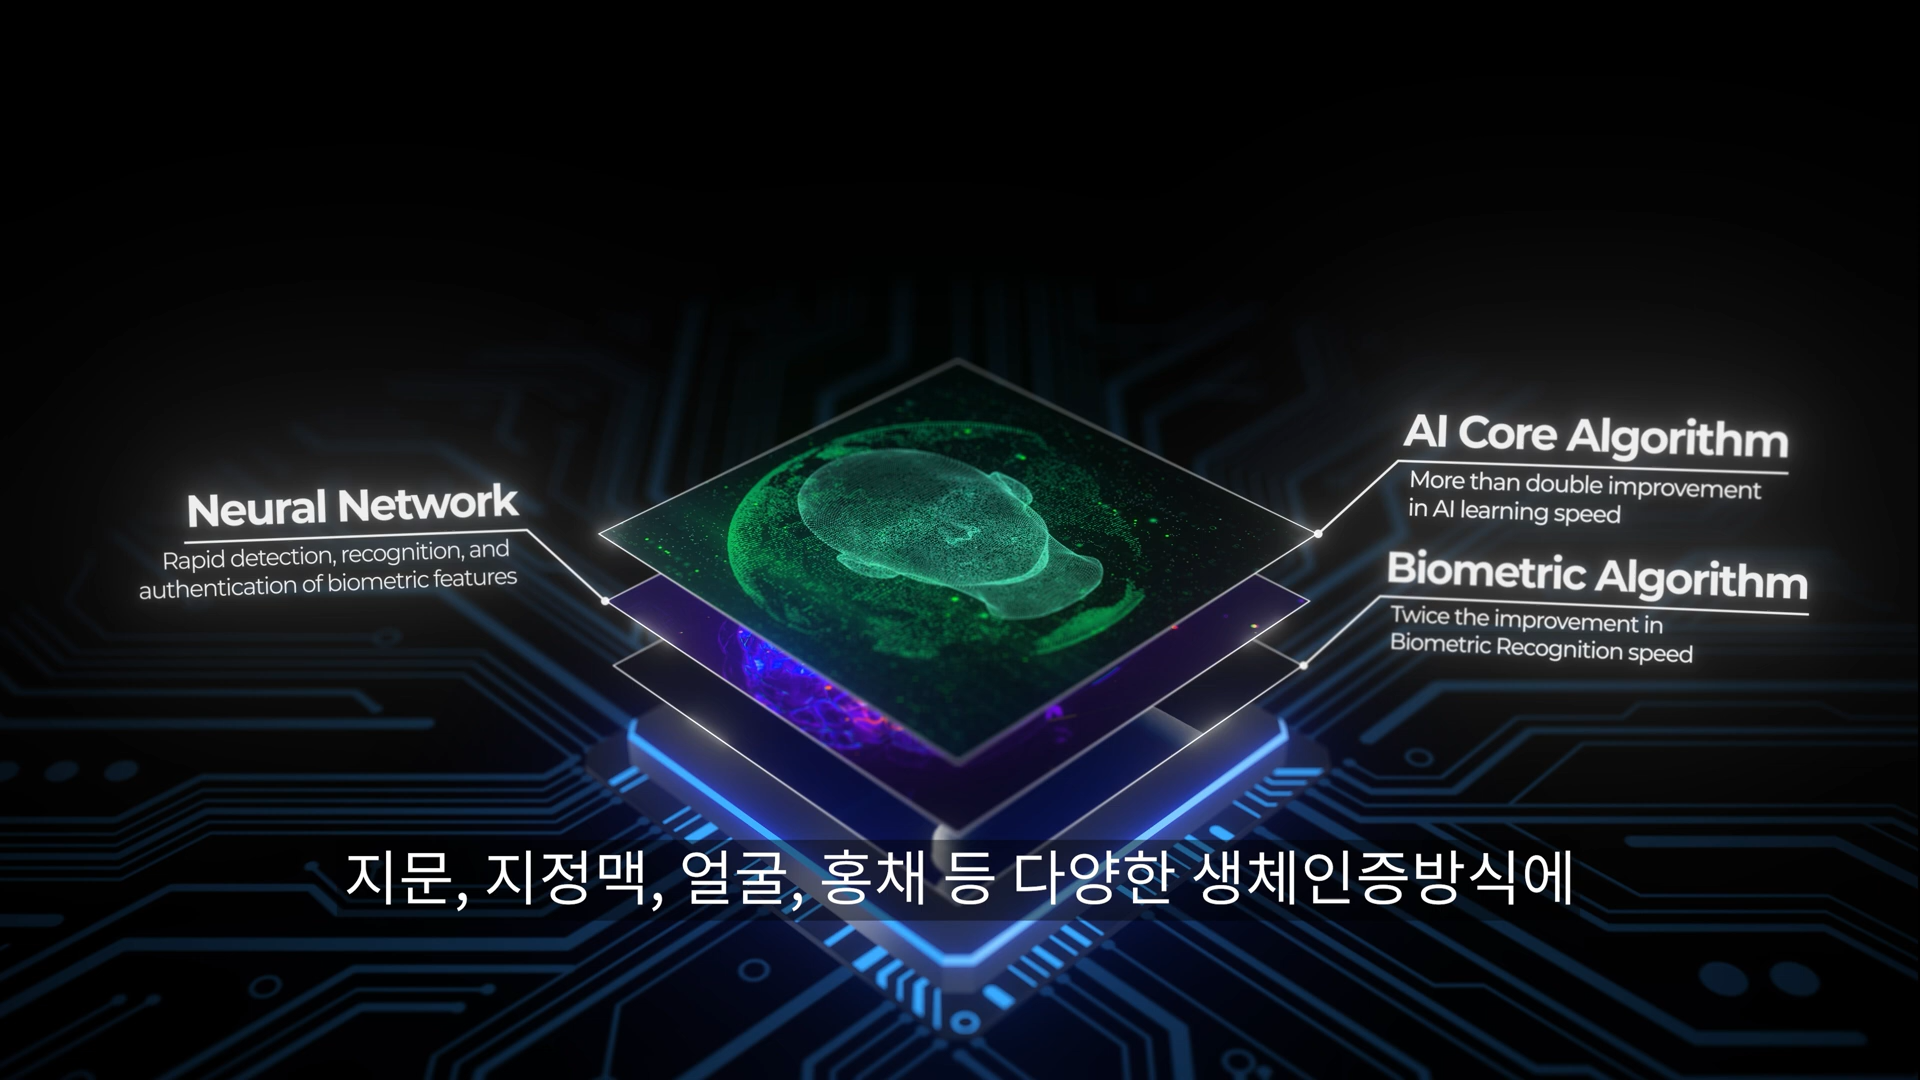 Neural Network
Rapid detection, recognition, and
authentication of biometric features
AI Core Algorithm
More than double improvement
in AI learning speed
Biometric Algorithm
Twice the improvement in
Biometric Recognition speed
지문, 지정맥, 얼굴, 홍채 등 다양한 생체인증방식에